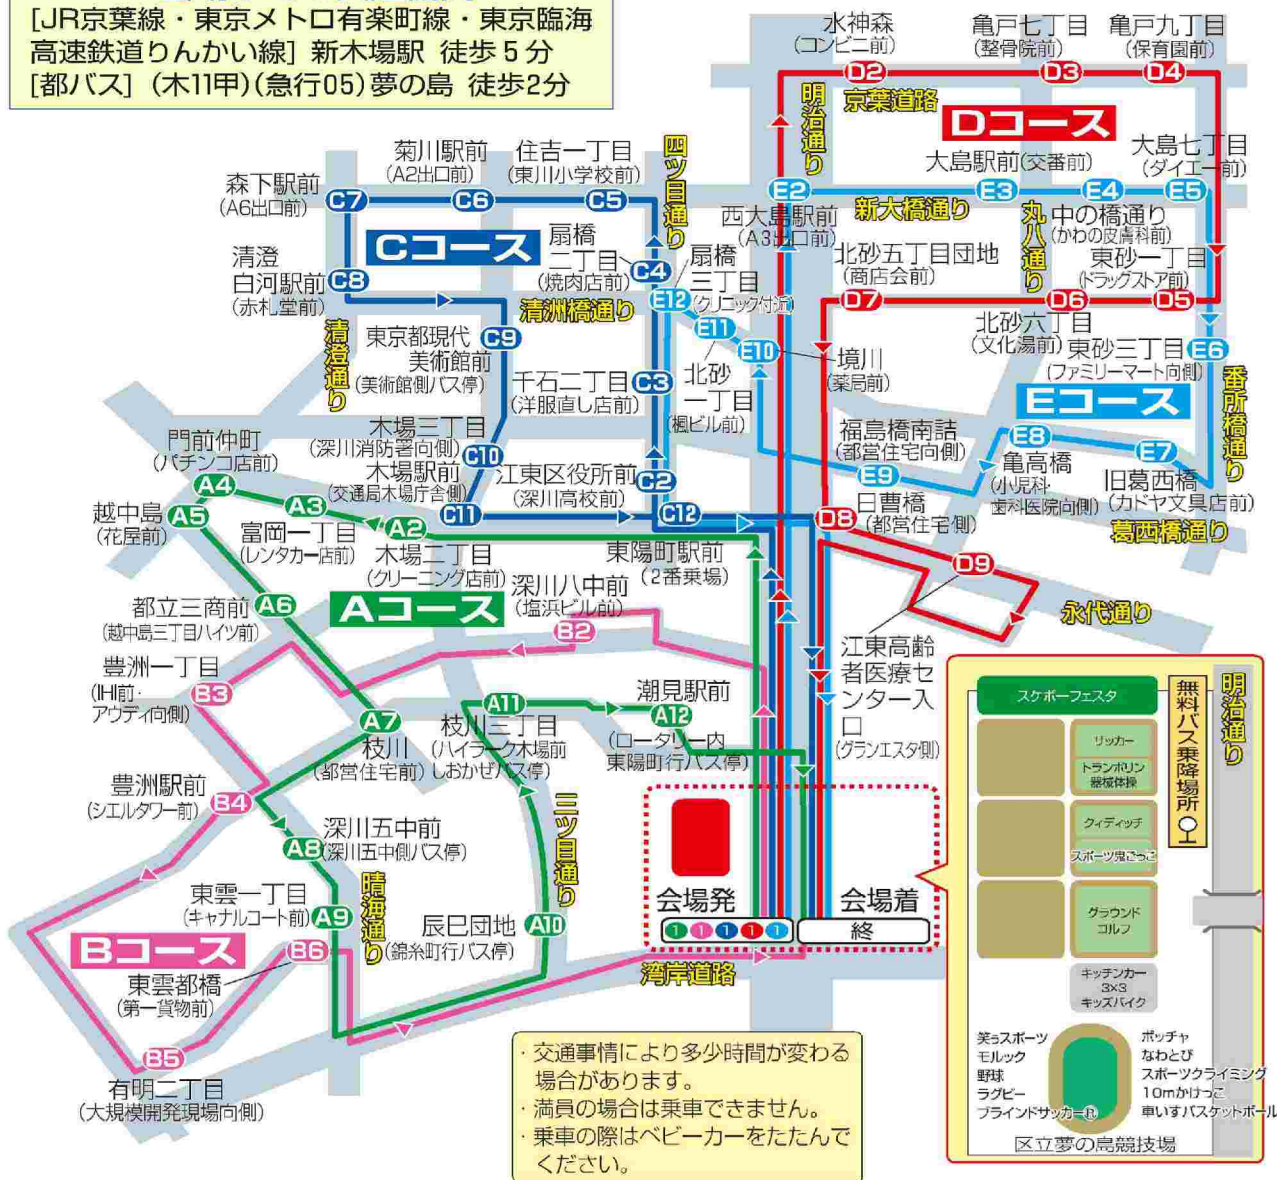 [JR京葉線・東京メトロ有楽町線・東京臨海
高速鉄道りんかい線] 新木場駅 徒歩5分
[都バス] (木11甲)(急行05)夢の島 徒歩2分
水神森
(コンビニ前)
D2
亀戸七丁目
(整骨院前)
D3
亀戸九丁目
(保育園前)
D4
明治通り
京葉道路
Dコース
菊川駅前
(A2出口前)
C6
住吉一丁目
(東川小学校前)
C5
四ツ目通り
森下駅前
(A6出口前)
C7
大島駅前(交番前)
E3
大島七丁目
(ダイエー前)
E5
E2
E4
西大島駅前
(A3出口前)
新大橋通り
丸八通り
中の橋通り
(かわの皮膚科前)
Cコース
扇橋
二丁目
(焼肉店前)
C4
扇橋
三丁目
(クリニック付近)
E12
清澄
白河駅前
(赤札堂前)
C8
清洲橋通り
北砂五丁目団地
(商店会前)
D7
東砂一丁目
(ドラッグストア前)
D5
D6
北砂六丁目
(文化湯前)
清澄通り
東京都現代
美術館前
(美術館側バス停)
C9
E11
E10
北砂
一丁目
(楓ビル前)
境川
(薬局前)
東砂三丁目
(ファミリーマート向側)
E6
千石二丁目
(洋服直し店前)
C3
Eコース
番所橋通り
門前仲町
(パチンコ店前)
A4
木場三丁目
(深川消防署向側)
C10
木場駅前
(交通局木場庁舎側)
C11
江東区役所前
(深川高校前)
C2
福島橋南詰
(都営住宅向側)
E9
E8
亀高橋
(小児科・
歯科医院向側)
E7
旧葛西橋
(カドヤ文具店前)
葛西橋通り
越中島
(花屋前)
A5
A3
富岡一丁目
(レンタカー店前)
A2
木場二丁目
(クリーニング店前)
C12
東陽町駅前
(2番乗場)
D8
日曹橋
(都営住宅側)
D9
永代通り
都立三商前
(越中島三丁目ハイツ前)
A6
Aコース
深川八中前
(塩浜ビル前)
B2
江東高齢
者医療セ
ンター入
口
(グランエスタ側)
豊洲一丁目
(IHI前・
アウディ向側)
B3
A7
枝川
(都営住宅前)
A11
枝川三丁目
(ハイラーク木場前
しおかぜバス停)
潮見駅前
A12
(ロータリー内
東陽町行バス停)
豊洲駅前
(シエルタワー前)
B4
深川五中前
(深川五中側バス停)
A8
三ツ目通り
東雲一丁目
(キャナルコート前)
A9
晴海通り
辰巳団地
(錦糸町行バス停)
A10
Bコース
東雲都橋
(第一貨物前)
B6
B5
有明二丁目
(大規模開発現場向側)
湾岸道路
会場発
1 1 1 1 1
会場着
終
・交通事情により多少時間が変わる
場合があります。
・満員の場合は乗車できません。
・乗車の際はベビーカーをたたんで
ください。
スケボーフェスタ
無料バス乗降場所
明治通り
サッカー
トランポリン
器械体操
クィディッチ
スポーツ鬼ごっこ
グラウンド
ゴルフ
キッチンカー
3×3
キッズバイク
笑うスポーツ
モルック
野球
ラグビー
ブラインドサッカー®
ボッチャ
なわとび
スポーツクライミング
10mかけっこ
車いすバスケットボール
区立夢の島競技場